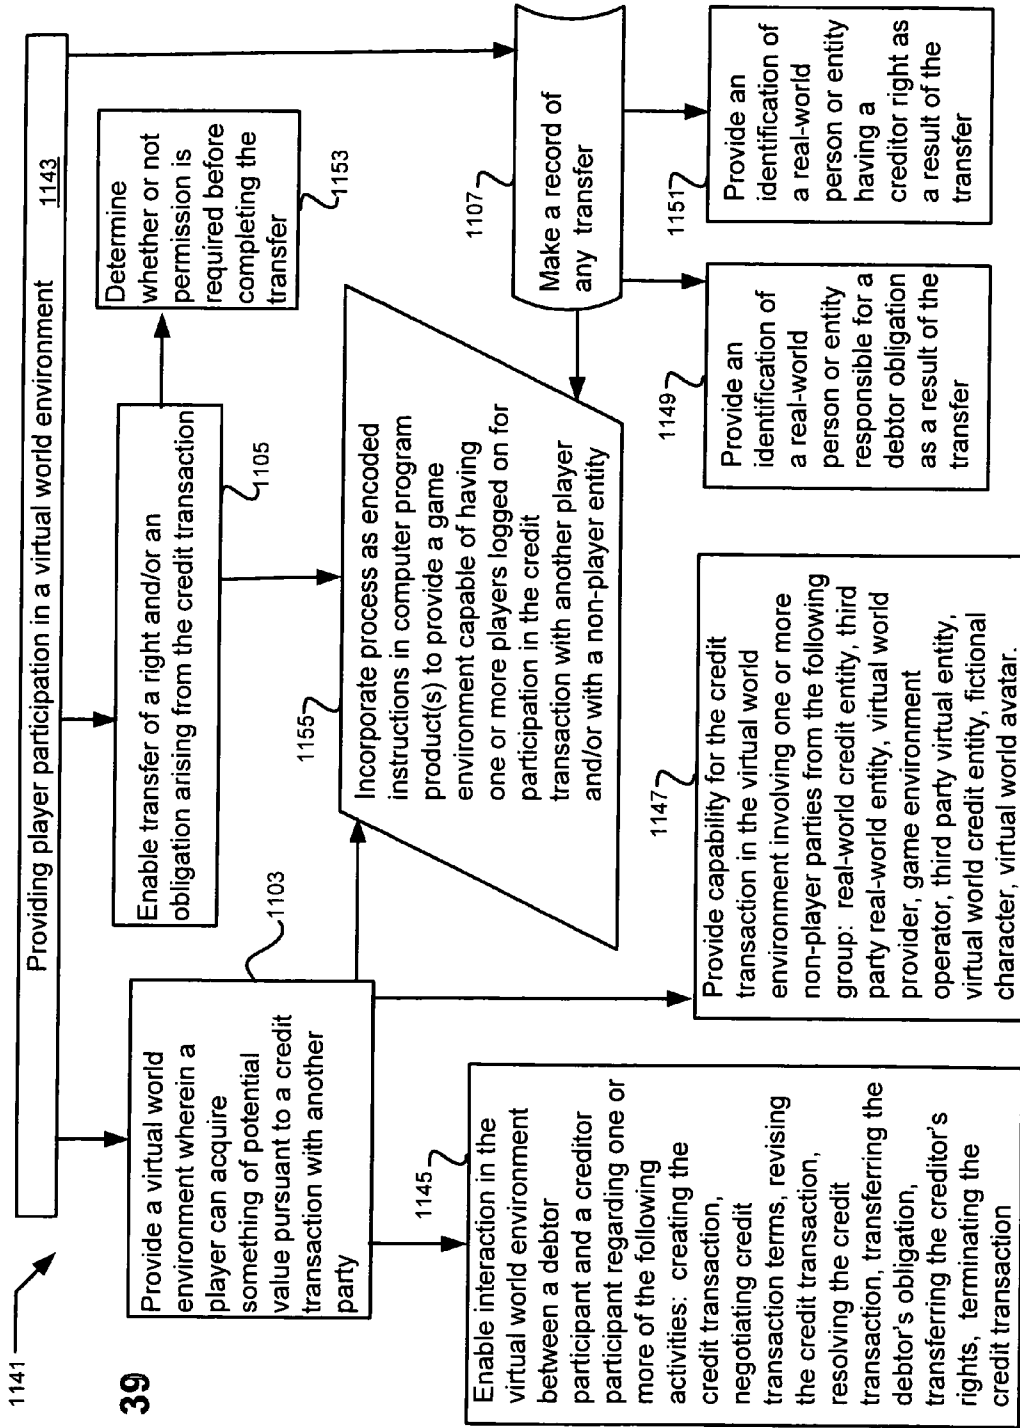 1141
Providing player participation in a virtual world environment 1143
Provide a virtual world
environment wherein a
player can acquire
something of potential
value pursuant to a credit
transaction with another
party
1103
Enable transfer of a right and/or an
obligation arising from the credit transaction
1105
Determine
whether or not
permission is
required before
completing the
transfer
1153
39
Incorporate process as encoded
instructions in computer program
product(s) to provide a game
environment capable of having
one or more players logged on for
participation in the credit
transaction with another player
and/or with a non-player entity
1155
1107
Make a record of
any transfer
1145
Enable interaction in the
virtual world environment
between a debtor
participant and a creditor
participant regarding one or
more of the following
activities: creating the
credit transaction,
negotiating credit
transaction terms, revising
the credit transaction,
resolving the credit
transaction, transferring the
debtor's obligation,
transferring the creditor's
rights, terminating the
credit transaction
1147
Provide capability for the credit
transaction in the virtual world
environment involving one or more
non-player parties from the following
group: real-world credit entity, third
party real-world entity, virtual world
provider, game environment
operator, third party virtual entity,
virtual world credit entity, fictional
character, virtual world avatar.
1149
Provide an
identification of
a real-world
person or entity
responsible for a
debtor obligation
as a result of the
transfer
1151
Provide an
identification of
a real-world
person or entity
having a
creditor right as
a result of the
transfer